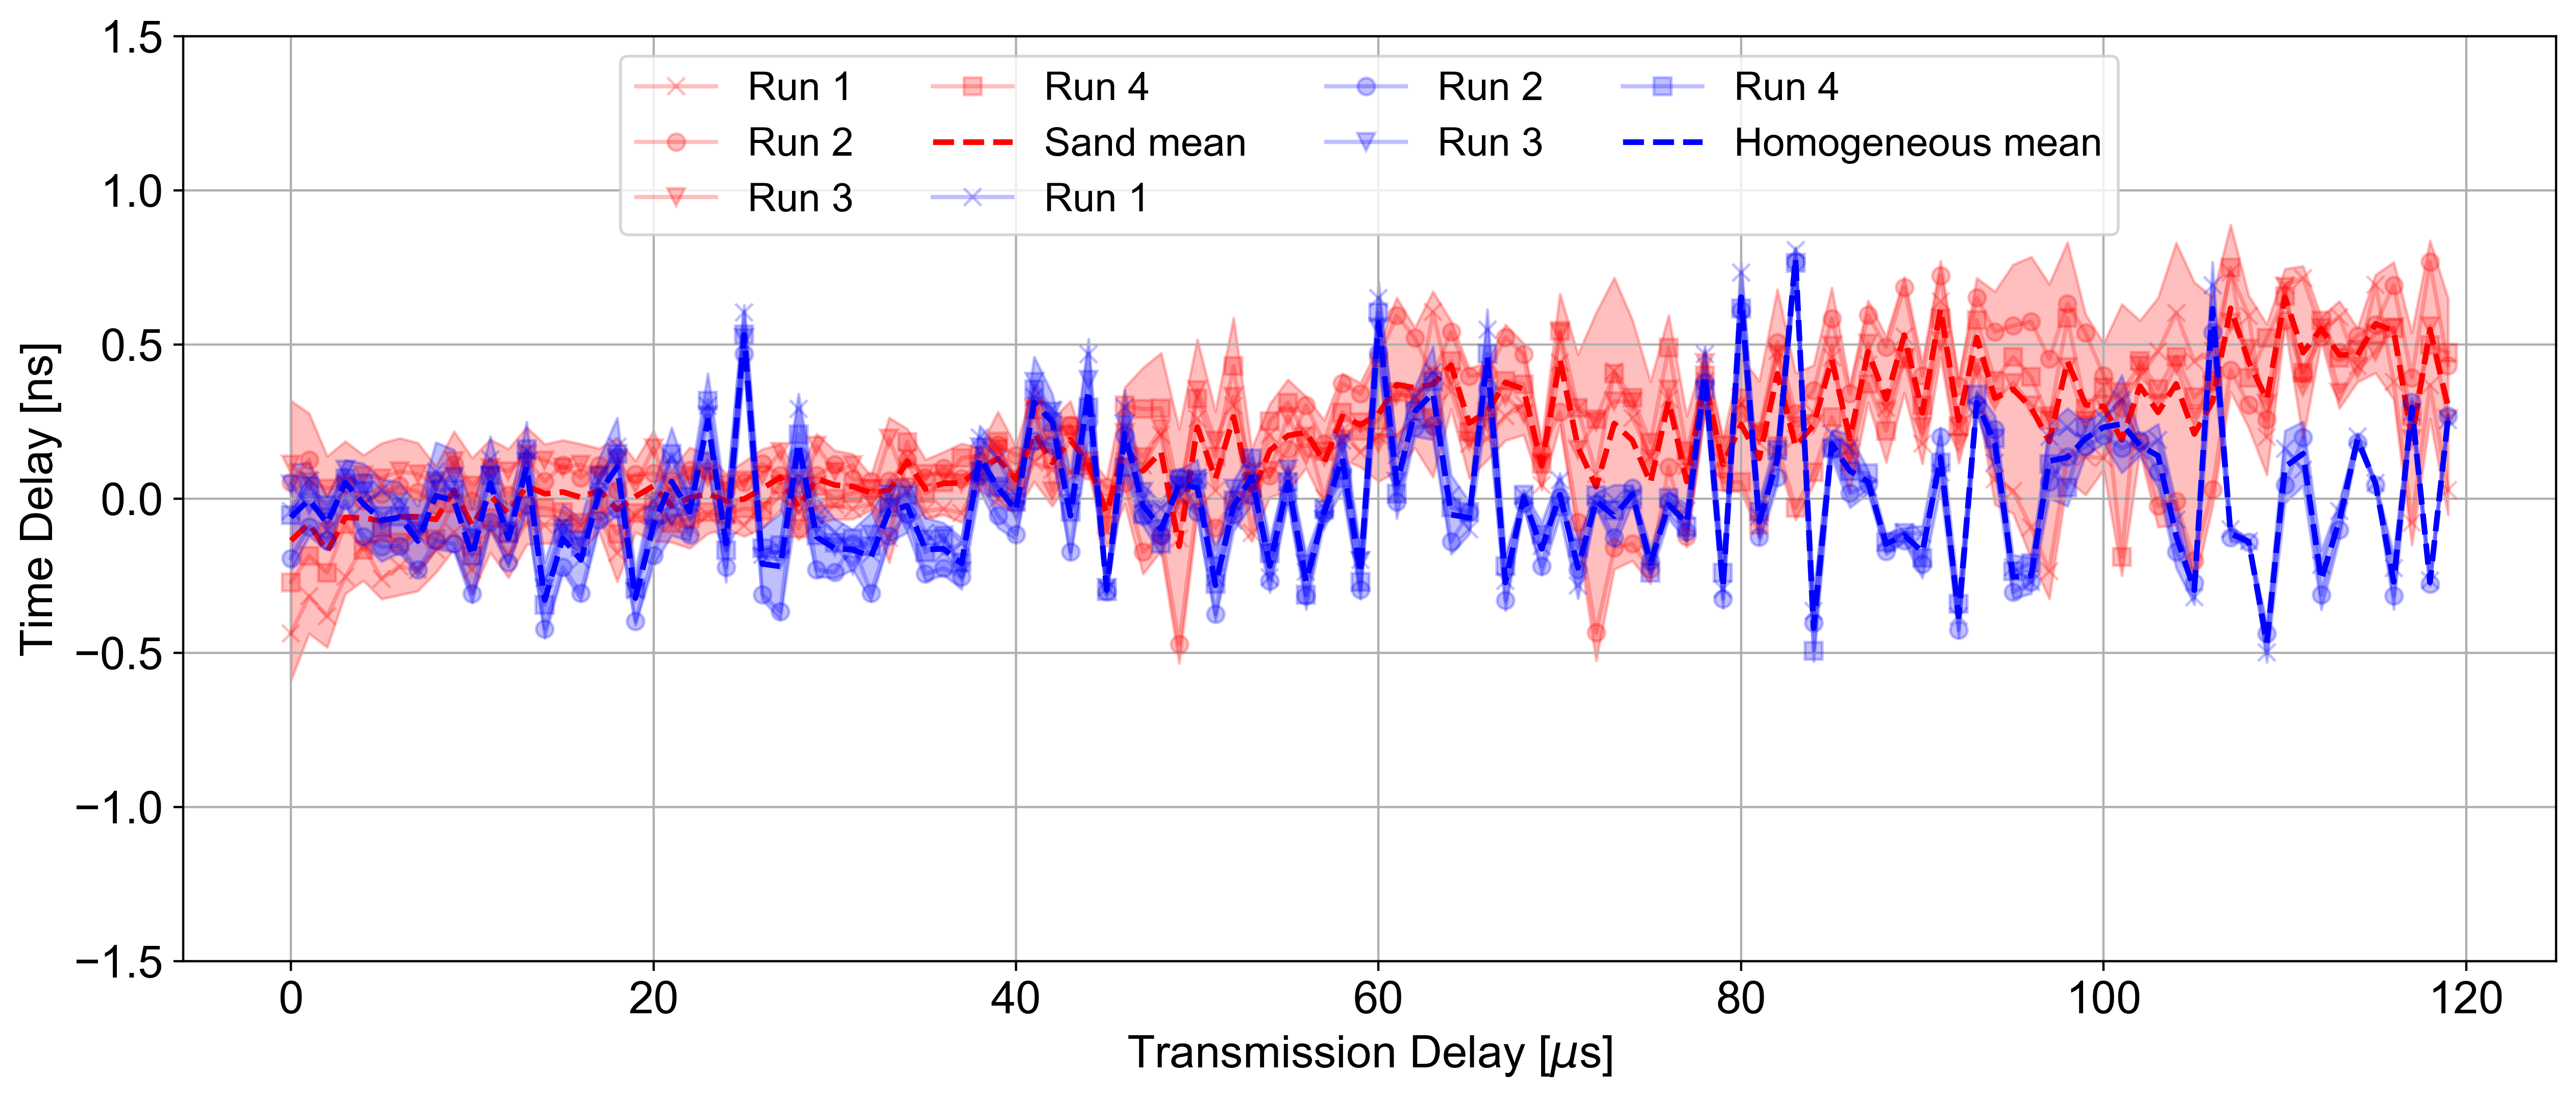 1.5
1.0
0.5
0.0
−0.5
−1.0
−1.5
Time Delay [ns]
Run 1
Run 2
Run 3
Run 4
Sand mean
Run 1
Run 2
Run 3
Run 4
Homogeneous mean
0 20 40 60 80 100 120
Transmission Delay [μs]